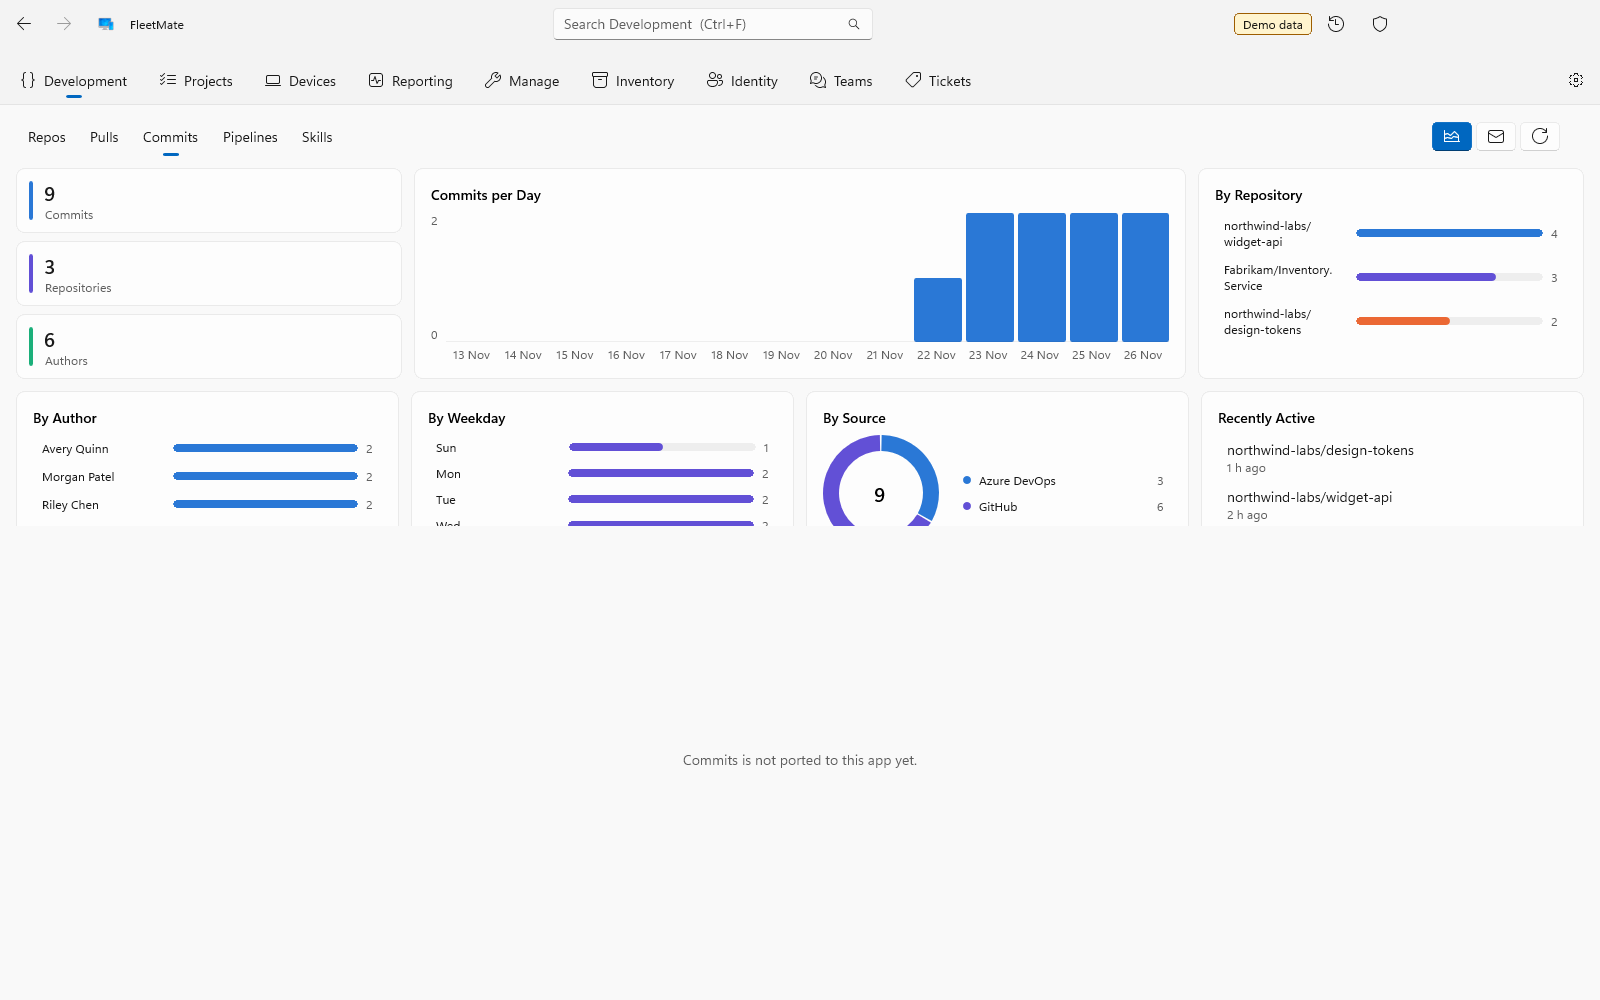 FleetMate
Search Development (Ctrl+F)
Demo data
Development
Projects
Devices
Reporting
Manage
Inventory
Identity
Teams
Tickets
Repos
Pulls
Commits
Pipelines
Skills
9
Commits
3
Repositories
6
Authors
Commits per Day
2
0
13 Nov
14 Nov
15 Nov
16 Nov
17 Nov
18 Nov
19 Nov
20 Nov
21 Nov
22 Nov
23 Nov
24 Nov
25 Nov
26 Nov
By Repository
northwind-labs/
widget-api
4
Fabrikam/Inventory.
Service
3
northwind-labs/
design-tokens
2
By Author
Avery Quinn 2
Morgan Patel 2
Riley Chen 2
By Weekday
Sun 1
Mon 2
Tue 2
Wed 2
By Source
9
Azure DevOps 3
GitHub 6
Recently Active
northwind-labs/design-tokens
1 h ago
northwind-labs/widget-api
2 h ago
Commits is not ported to this app yet.